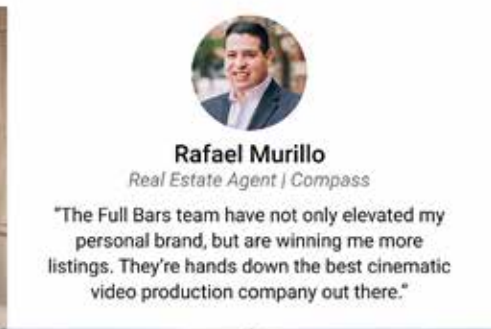 Rafael Murillo
Real Estate Agent | Compass
"The Full Bars team have not only elevated my
personal brand, but are winning me more
listings. They're hands down the best cinematic
video production company out there."